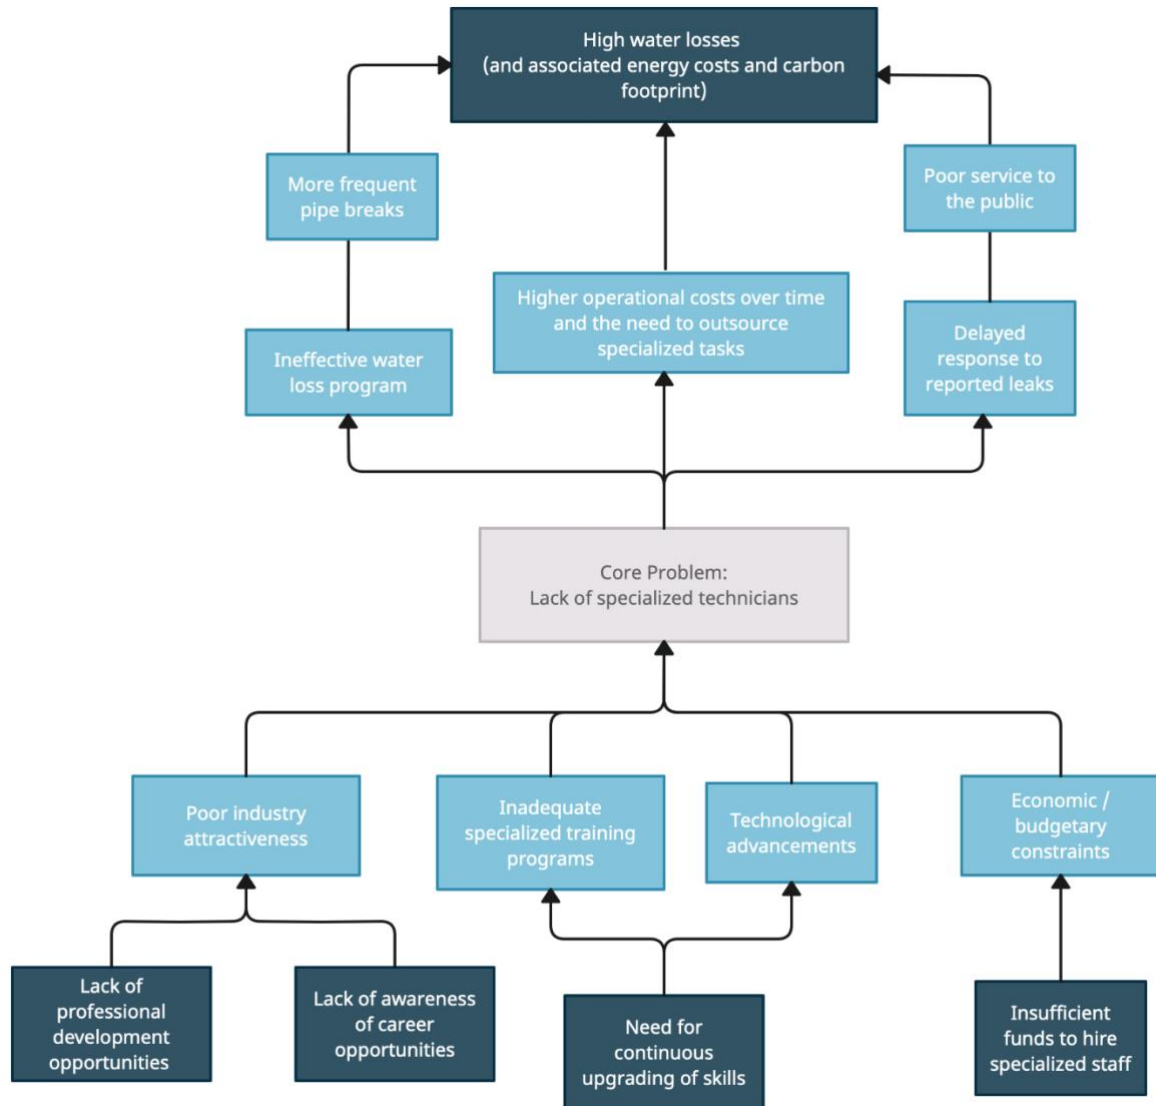 High water losses
(and associated energy costs and carbon
footprint)
More frequent
pipe breaks
Poor service to
the public
Higher operational costs over time
and the need to outsource
specialized tasks
Ineffective water
loss program
Delayed
response to
reported leaks
Core Problem:
Lack of specialized technicians
Poor industry
attractiveness
Inadequate
specialized training
programs
Technological
advancements
Economic /
budgetary
constraints
Lack of
professional
development
opportunities
Lack of awareness
of career
opportunities
Need for
continuous
upgrading of skills
Insufficient
funds to hire
specialized staff